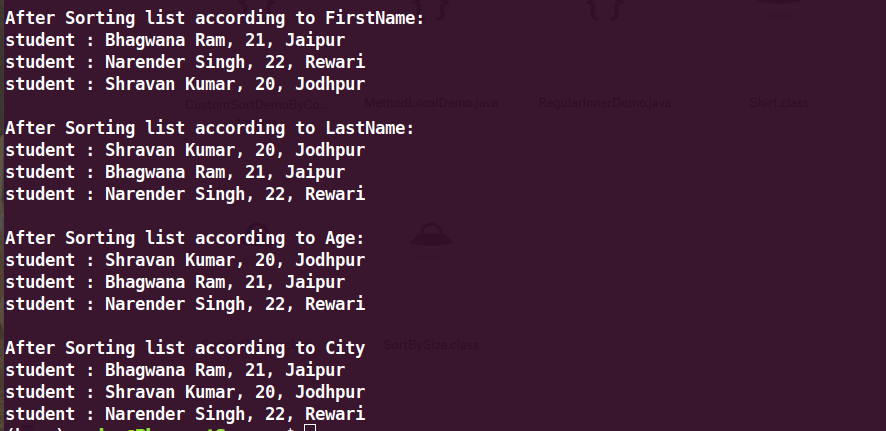 After Sorting list according to FirstName:
student : Bhagwana Ram, 21, Jaipur
student : Narender Singh, 22, Rewari
student : Shravan Kumar, 20, Jodhpur
CustomSortDemoByCo... MethodLocalDemo.java RegularInnerDemo.java Shirt.class
After Sorting list according to LastName:
student : Shravan Kumar, 20, Jodhpur
student : Bhagwana Ram, 21, Jaipur
student : Narender Singh, 22, Rewari
After Sorting list according to Age:
student : Shravan Kumar, 20, Jodhpur
student : Bhagwana Ram, 21, Jaipur
student : Narender Singh, 22, Rewari
After Sorting list according to City
SortBySize.class
student : Bhagwana Ram, 21, Jaipur
student : Shravan Kumar, 20, Jodhpur
student : Narender Singh, 22, Rewari